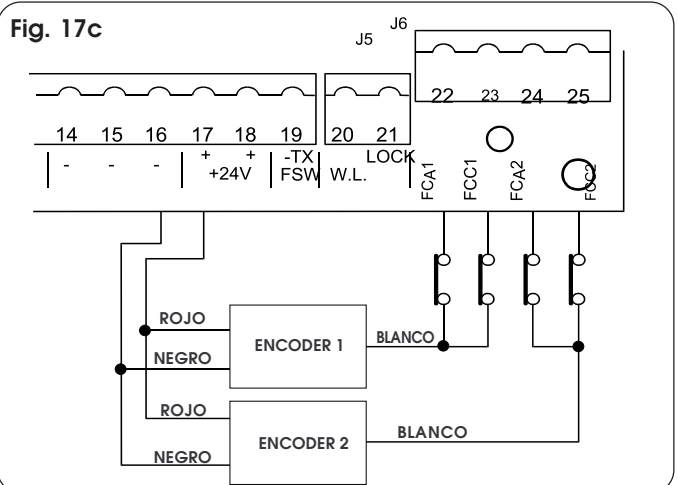 Fig. 17c
J5
J6
22 23 24 25
14 15 16 17 18 19 20 21
- - - + + -TX LOCK
+24V FSW W.L.
FCA1 FCC1 FCA2 FCC2
ROJO
ENCODER 1
BLANCO
NEGRO
ROJO
ENCODER 2
BLANCO
NEGRO